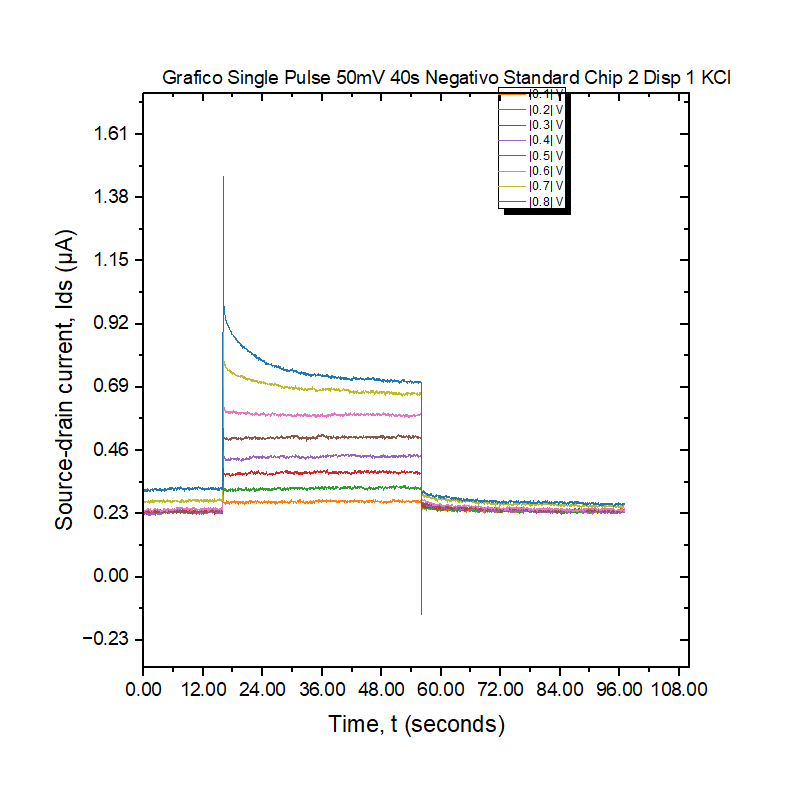 Grafico Single Pulse 50mV 40s Negativo Standard Chip 2 Disp 1 KCl
|0.1| V
|0.2| V
|0.3| V
|0.4| V
|0.5| V
|0.6| V
|0.7| V
|0.8| V
1.61
1.38
1.15
0.92
0.69
0.46
0.23
0.00
−0.23
Source-drain current, Ids (µA)
0.00 12.00 24.00 36.00 48.00 60.00 72.00 84.00 96.00 108.00
Time, t (seconds)